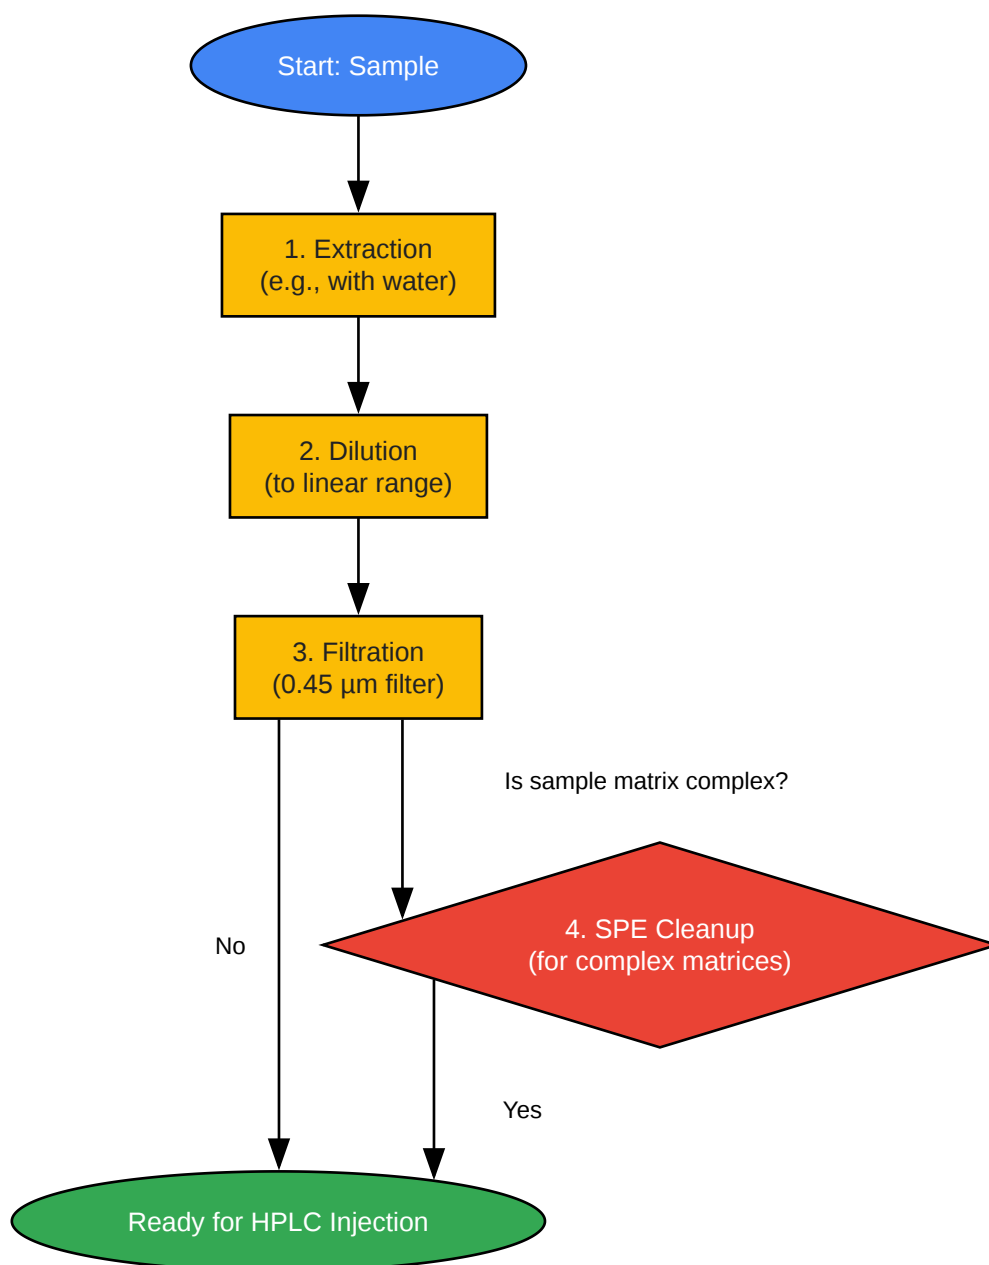 Start: Sample
1. Extraction
(e.g., with water)
2. Dilution
(to linear range)
3. Filtration
(0.45 µm filter)
Is sample matrix complex?
4. SPE Cleanup
(for complex matrices)
No
Yes
Ready for HPLC Injection